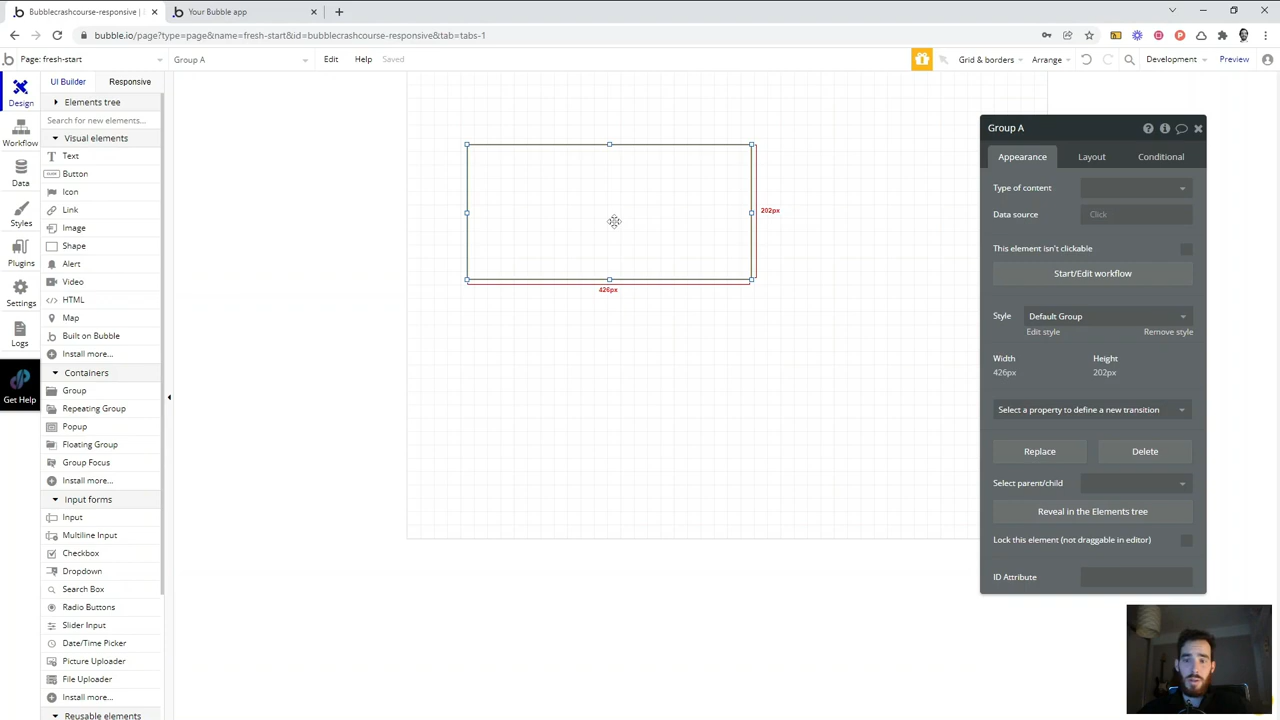 Bubblecrashcourse-responsive |
Your Bubble app
bubble.io/page?type=page&name=fresh-start&id=bubblecrashcourse-responsive&tab=tabs-1
Page: fresh-start
Group A
Edit
Help
Saved
Grid & borders
Arrange
Development
Preview
UI Builder
Responsive
Design
Workflow
Data
Styles
Plugins
Settings
Logs
Get Help
Elements tree
Search for new elements...
Visual elements
Text
CLICK
Button
Icon
Link
Image
Shape
Alert
Video
HTML
Map
Built on Bubble
Install more...
Containers
Group
Repeating Group
Popup
Floating Group
Group Focus
Install more...
Input forms
Input
Multiline Input
Checkbox
Dropdown
Search Box
Radio Buttons
Slider Input
Date/Time Picker
Picture Uploader
File Uploader
Install more...
Reusable elements
202px
426px
Group A
Appearance
Layout
Conditional
Type of content
Data source
Click
This element isn't clickable
Start/Edit workflow
Style
Default Group
Edit style
Remove style
Width
Height
426px
202px
Select a property to define a new transition
Replace
Delete
Select parent/child
Reveal in the Elements tree
Lock this element (not draggable in editor)
ID Attribute